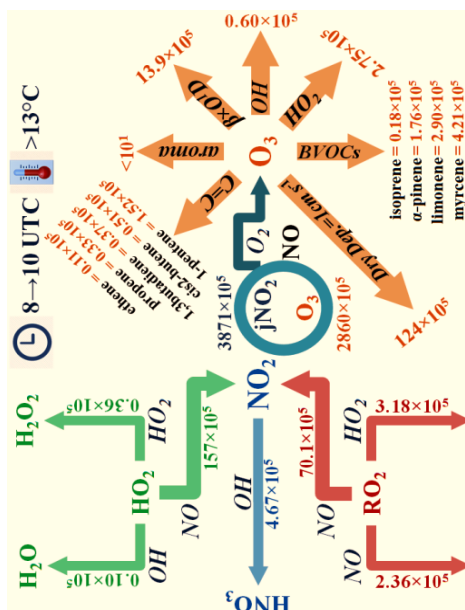 8→10 UTC
>13°C
H₂O
H₂O₂
0.10×10⁵
OH
HO₂
HO₂
0.36×10⁵
NO
157×10⁵
HNO₃
OH
4.67×10⁵
NO₂
3871×10⁵
jNO₂
O₃
2860×10⁵
O₂
NO
70.1×10⁵
NO
RO₂
NO
HO₂
2.36×10⁵
3.18×10⁵
O₃
C=C
ethene = 0.11×10⁵
propene = 0.33×10⁵
1,3butadiene = 0.37×10⁵
cis2-butene = 0.51×10⁵
1-pentene = 1.52×10⁵
aroma
<10¹
β×O¹D
13.9×10⁵
OH
0.60×10⁵
HO₂
2.75×10⁵
BVOCs
isoprene = 0.18×10⁵
α-pinene = 1.76×10⁵
limonene = 2.90×10⁵
myrcene = 4.21×10⁵
Dry Dep.=1cm s⁻¹
124×10⁵